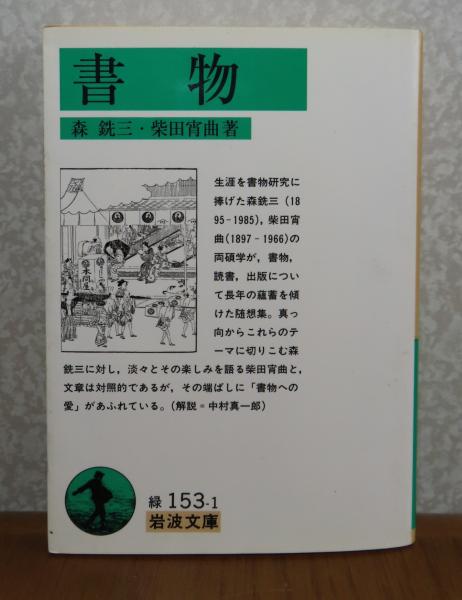 書物
森 銑三・柴田宵曲著
生涯を書物研究に
捧げた森銑三(18
95-1985),柴田宵
曲(1897-1966)の
両碩学が,書物,
読書,出版につい
て長年の蘊蓄を傾
けた随想集。真っ
向からこれらのテ
ーマに切りこむ森
銑三に対し,淡々とその楽しみを語る柴田宵曲と,
文章は対照的であるが,その端ばしに「書物への
愛」があふれている。(解説=中村真一郎)
本問屋
緑 153-1
岩波文庫